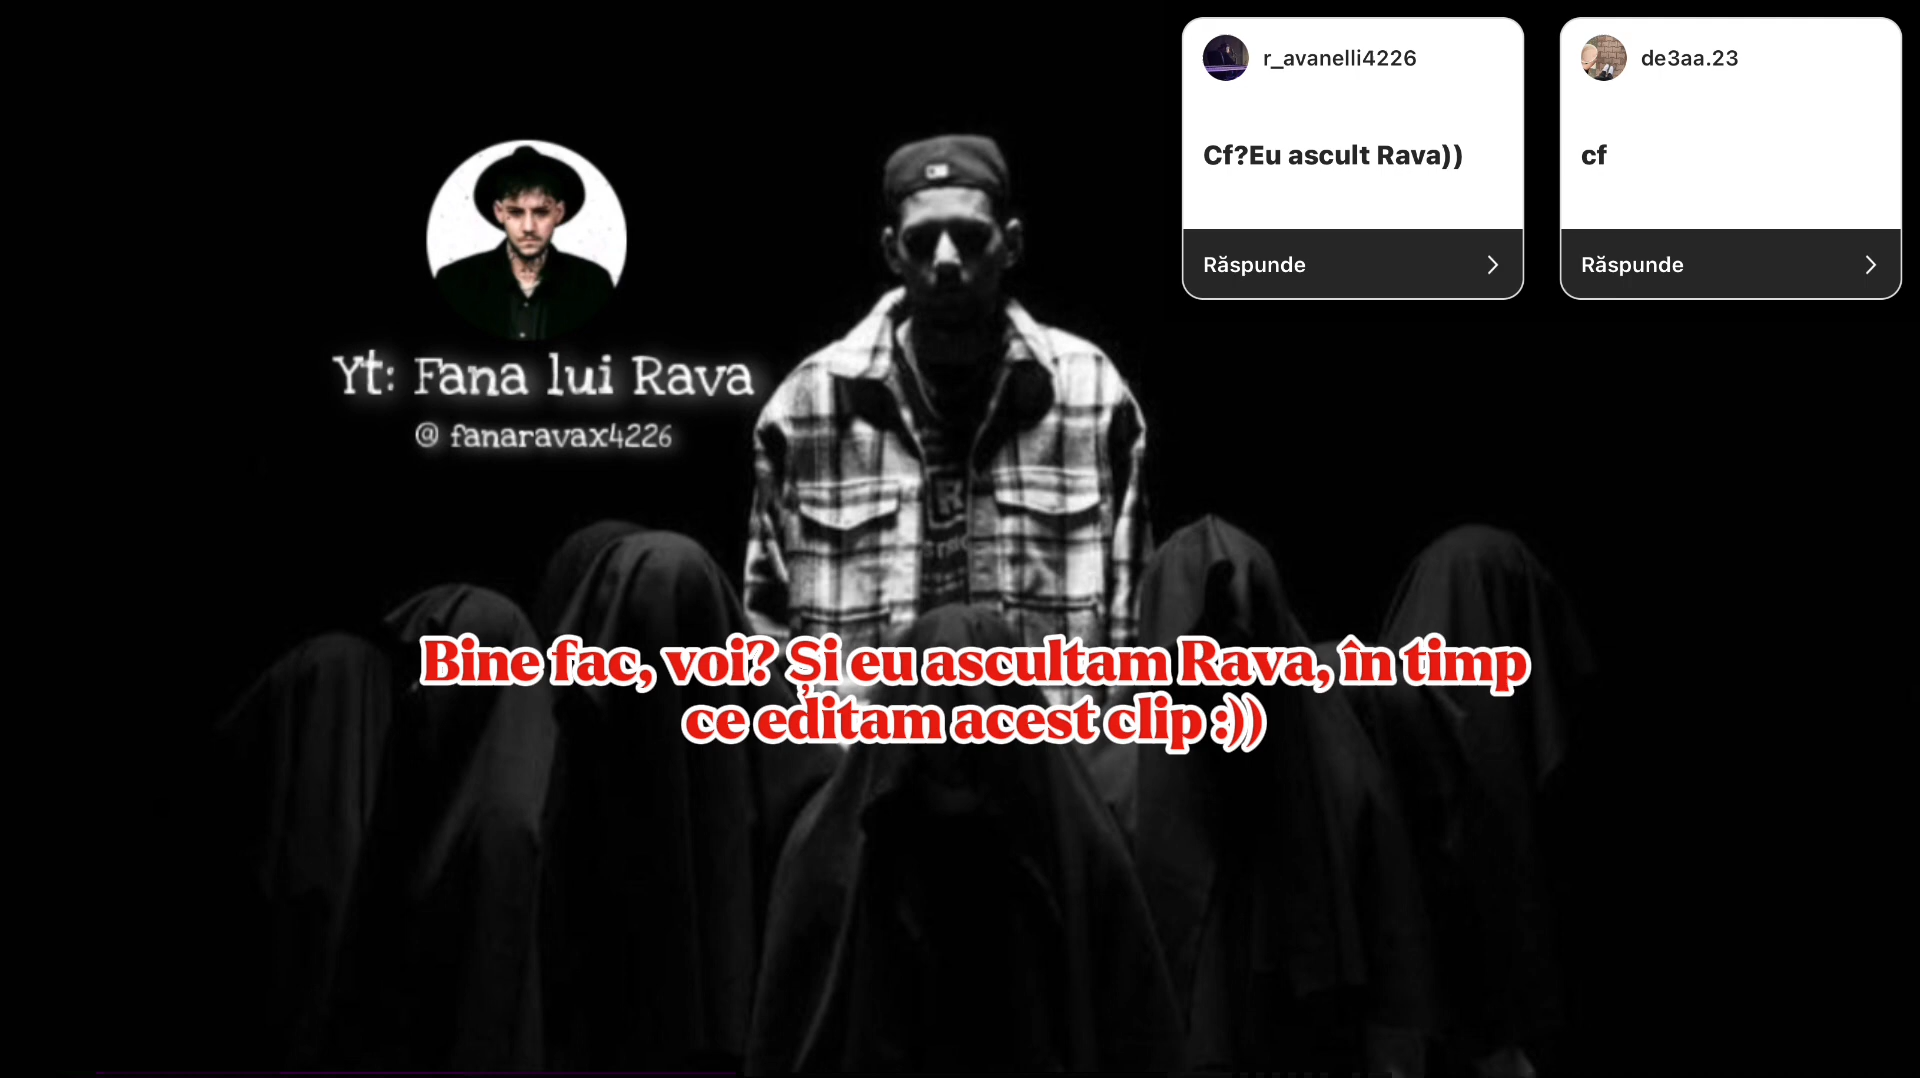 r_avanelli4226
Cf?Eu ascult Rava))
Răspunde
de3aa.23
cf
Răspunde
Yt: Fana lui Rava
@ fanaravax4226
R
Bine fac, voi? Și eu ascultam Rava, în timp
ce editam acest clip :))